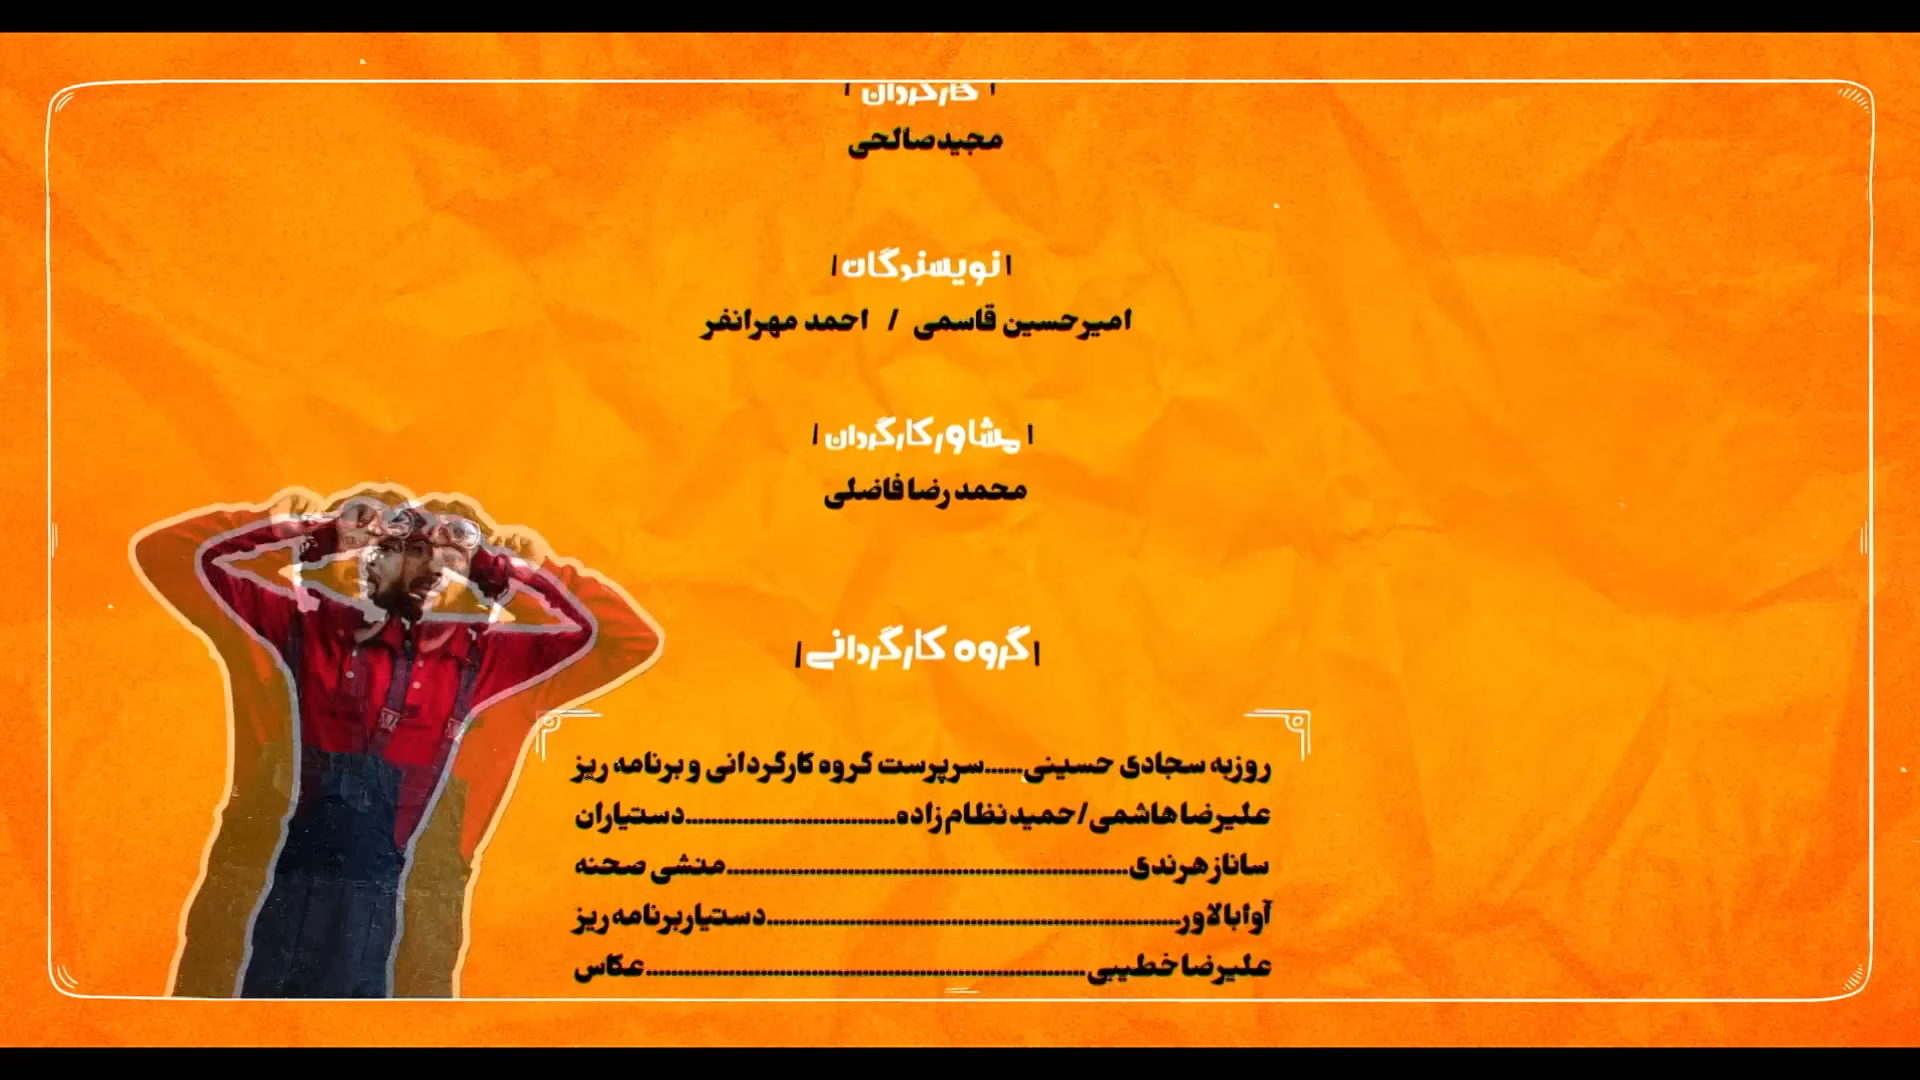 | کارگردان |
مجید صالحی
| نویسندگان |
امیرحسین قاسمی / احمد مهرانفر
| مشاور کارگردان |
محمدرضا فاضلی
| گروه کارگردانی |
روزبه سجادی حسینی......سرپرست گروه کارگردانی و برنامه ریز
علیرضا هاشمی/حمید نظام زاده................................دستیاران
ساناز هرندی................................................................منشی صحنه
آوا بالاور................................................................دستیار برنامه ریز
علیرضا خطیبی....................................................................عکاس